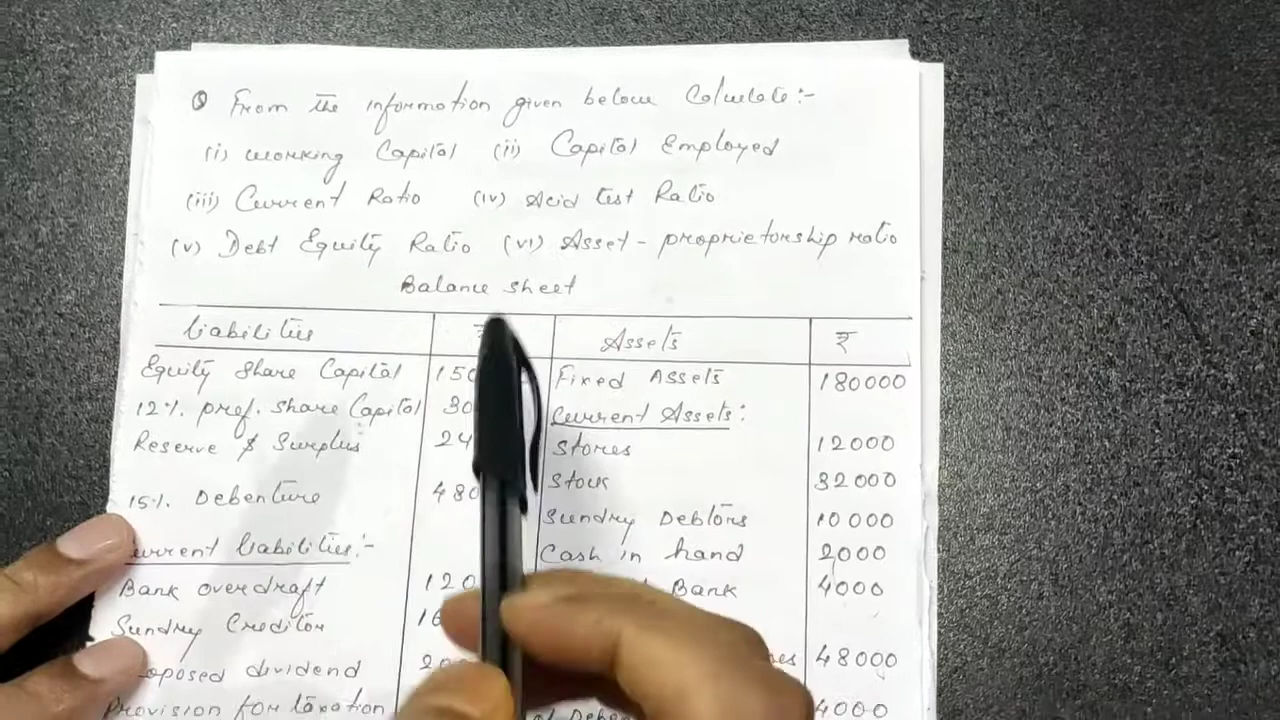 Q From the information given below Calculate:-
(i) Working Capital (ii) Capital Employed
(iii) Current Ratio (iv) Acid test Ratio
(v) Debt Equity Ratio (vi) Asset - proprietorship ratio
Balance sheet
Liabilities ₹ Assets ₹
Equity Share Capital 150 Fixed Assets 180000
12% pref. share Capital 30 Current Assets:
Reserve & Surplus 24 Stores 12000
15% Debenture 480 Stock 32000
Sundry Debtors 10000
Current liabilities:- Cash in hand 2000
Bank overdraft 120 Bank 4000
Sundry Creditor 16
oposed dividend 20 48000
Provision for taxation 4000